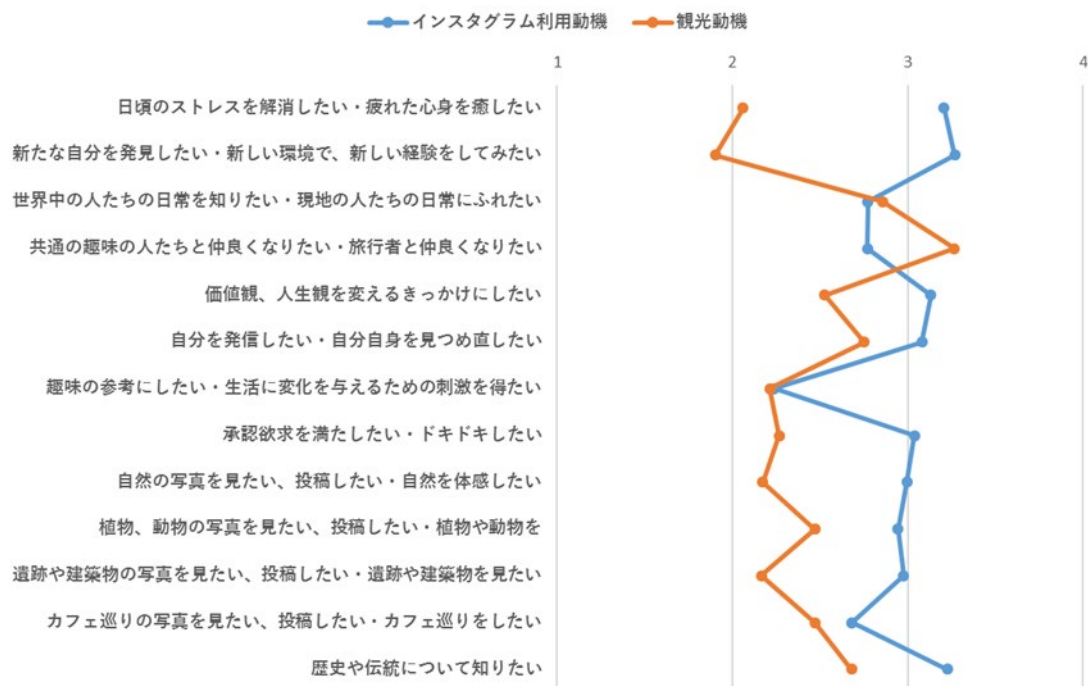 インスタグラム利用動機 観光動機
1 2 3 4
日頃のストレスを解消したい・疲れた心身を癒したい
新たな自分を発見したい・新しい環境で、新しい経験をしてみたい
世界中の人たちの日常を知りたい・現地の人たちの日常にふれたい
共通の趣味の人たちと仲良くなりたい・旅行者と仲良くなりたい
価値観、人生観を変えるきっかけにしたい
自分を発信したい・自分自身を見つめ直したい
趣味の参考にしたい・生活に変化を与えるための刺激を得たい
承認欲求を満たしたい・ドキドキしたい
自然の写真を見たい、投稿したい・自然を体感したい
植物、動物の写真を見たい、投稿したい・植物や動物を
遺跡や建築物の写真を見たい、投稿したい・遺跡や建築物を見たい
カフェ巡りの写真を見たい、投稿したい・カフェ巡りをしたい
歴史や伝統について知りたい